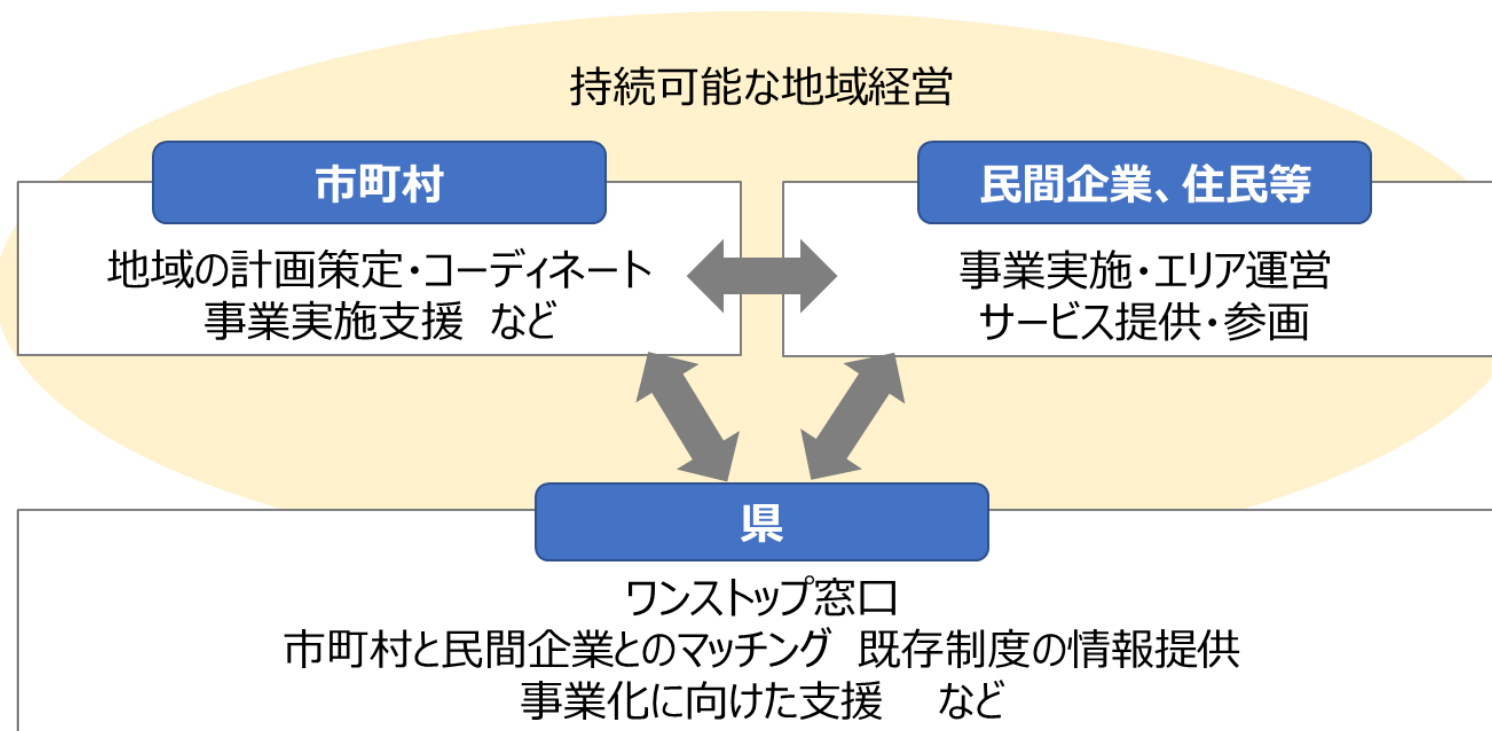 持続可能な地域経営
市町村
地域の計画策定・コーディネート
事業実施支援 など
民間企業、住民等
事業実施・エリア運営
サービス提供・参画
県
ワンストップ窓口
市町村と民間企業とのマッチング 既存制度の情報提供
事業化に向けた支援 など